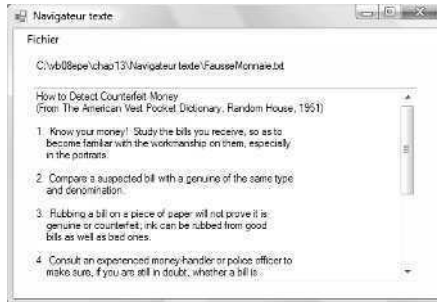 Navigateur texte
Fichier
C:\vb08epe\chap13\Navigateur texte\FausseMonnaie.txt
How to Detect Counterfeit Money
(From The American Vest Pocket Dictionary, Random House, 1951)
1. Know your money! Study the bills you receive, so as to
become familiar with the workmanship on them, especially
in the portraits.
2. Compare a suspected bill with a genuine of the same type
and denomination.
3. Rubbing a bill on a piece of paper will not prove it is
genuine or counterfeit; ink can be rubbed from good
bills as well as bad ones.
4. Consult an experienced money-handler or police officer to
make sure, if you are still in doubt, whether a bill is